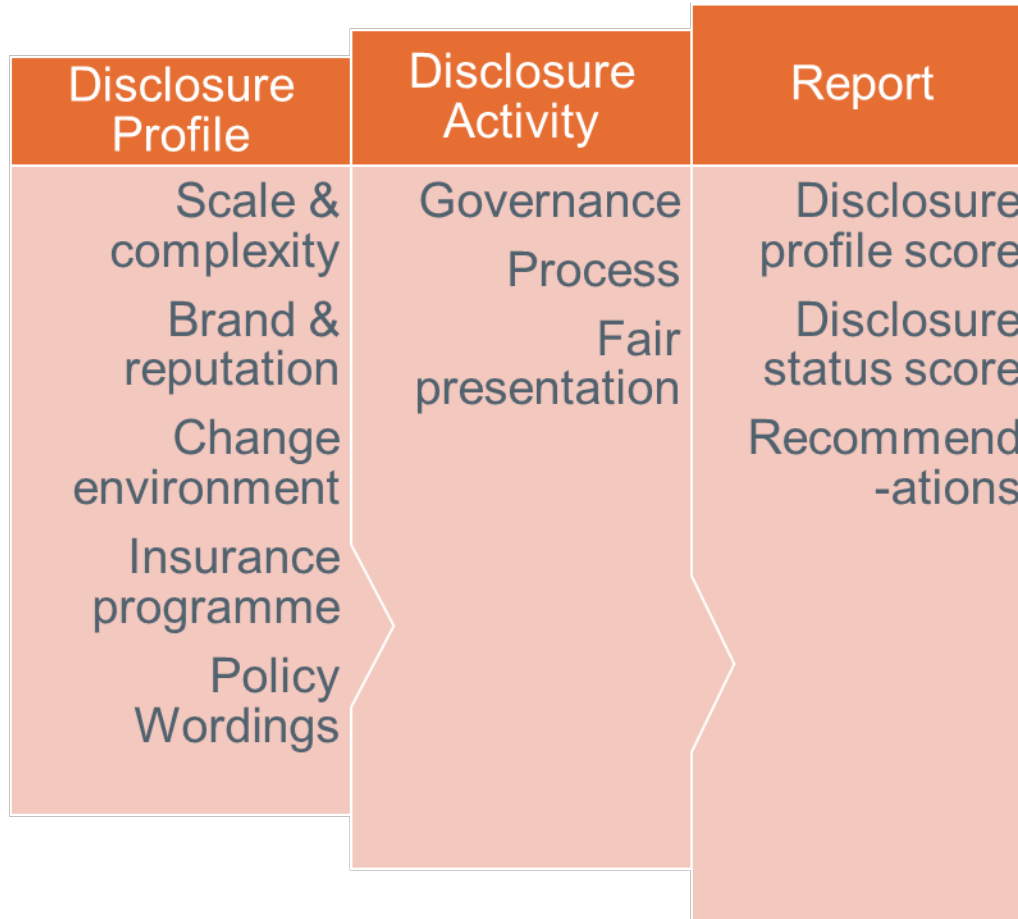 Disclosure
Profile
Scale &
complexity
Brand &
reputation
Change
environment
Insurance
programme
Policy
Wordings
Disclosure
Activity
Governance
Process
Fair
presentation
Report
Disclosure
profile score
Disclosure
status score
Recommend
-ations